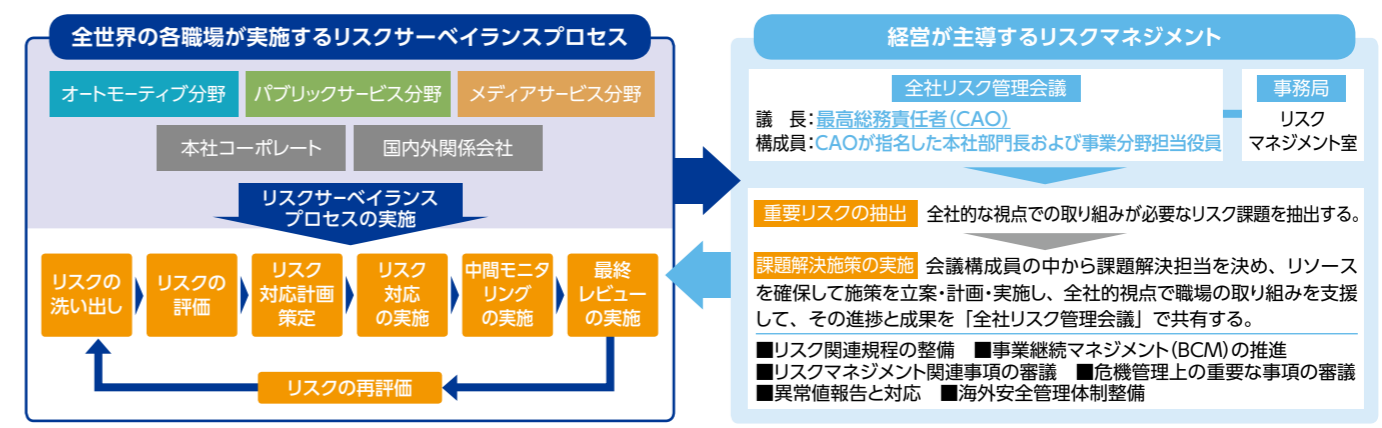 全世界の各職場が実施するリスクサーベイランスプロセス
オートモーティブ分野
パブリックサービス分野
メディアサービス分野
本社コーポレート
国内外関係会社
リスクサーベイランス
プロセスの実施
リスクの
洗い出し
リスクの
評価
リスク
対応計画
策定
リスク
対応
の実施
中間モニタ
リング
の実施
最終
レビュー
の実施
リスクの再評価
経営が主導するリスクマネジメント
全社リスク管理会議
議　長：最高総務責任者（CAO）
構成員：CAOが指名した本社部門長および事業分野担当役員
事務局
リスク
マネジメント室
重要リスクの抽出　全社的な視点での取り組みが必要なリスク課題を抽出する。
課題解決施策の実施　会議構成員の中から課題解決担当を決め、リソース
を確保して施策を立案・計画・実施し、全社的視点で職場の取り組みを支援
して、その進捗と成果を「全社リスク管理会議」で共有する。
■リスク関連規程の整備　■事業継続マネジメント（BCM）の推進
■リスクマネジメント関連事項の審議　■危機管理上の重要な事項の審議
■異常値報告と対応　■海外安全管理体制整備